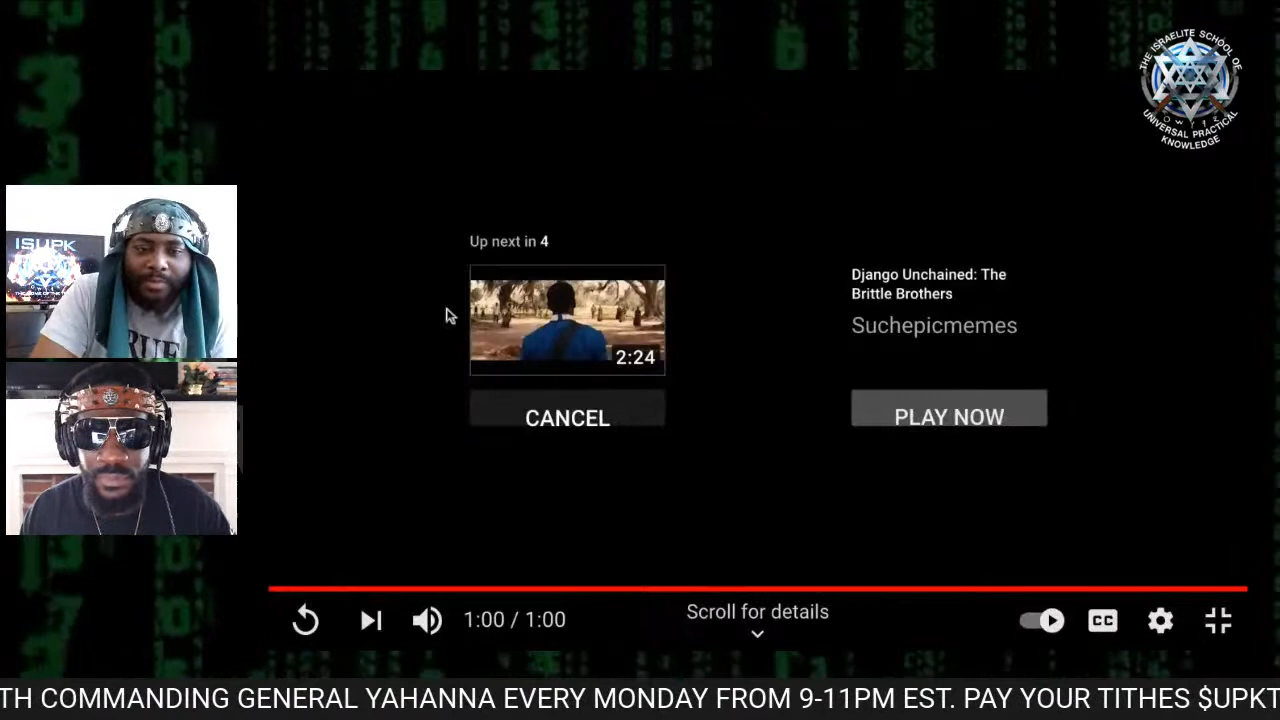 THE ISRAELITE SCHOOL OF
UNIVERSAL PRACTICAL
KNOWLEDGE
ISUPK
Up next in 4
2:24
Django Unchained: The
Brittle Brothers
Suchepicmemes
CANCEL
PLAY NOW
1:00 / 1:00
Scroll for details
CC
TH COMMANDING GENERAL YAHANNA EVERY MONDAY FROM 9-11PM EST. PAY YOUR TITHES $UPKT